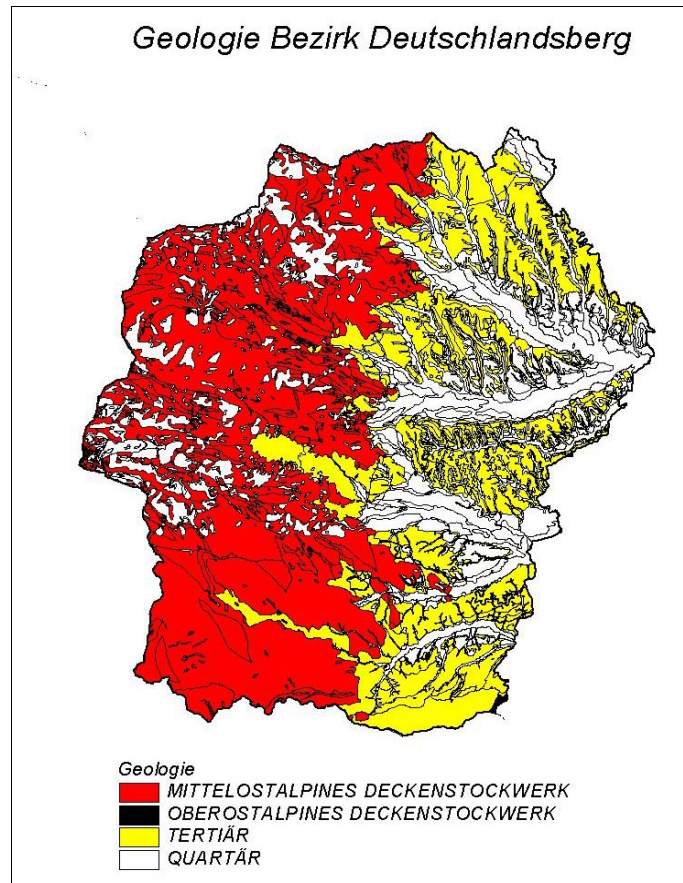 Geologie Bezirk Deutschlandsberg
Geologie
MITTELOSTALPINES DECKENSTOCKWERK
OBEROSTALPINES DECKENSTOCKWERK
TERTIÄR
QUARTÄR